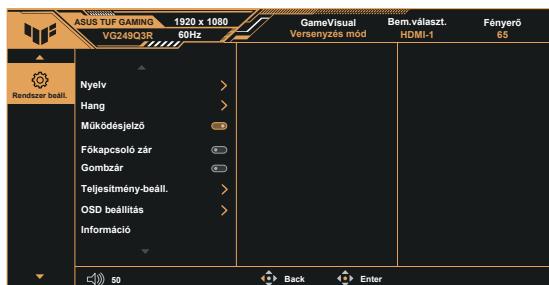 ASUS TUF GAMING 1920 x 1080
VG249Q3R 60Hz
GameVisual
Versenyzés mód
Bem.választ.
HDMI-1
Fényerő
65
Rendszer beáll.
Nyelv
Hang
Működésjelző
Főkapcsoló zár
Gombzár
Teljesítmény-beáll.
OSD beállítás
Információ
50
Back
Enter